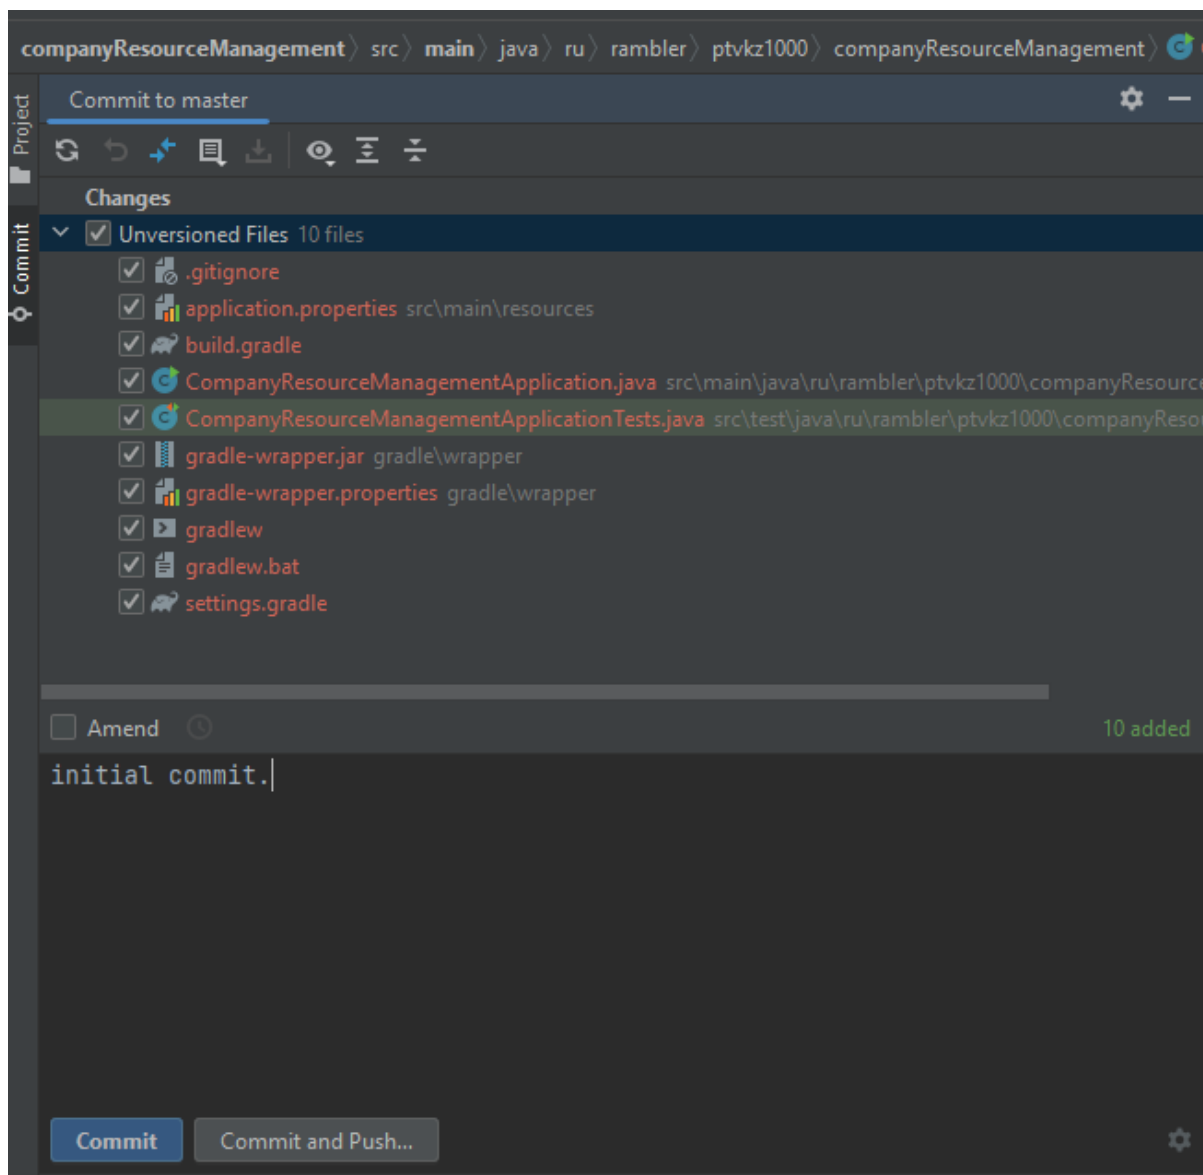 companyResourceManagement src main java ru rambler ptvkz1000 companyResourceManagement
Project
Commit
Commit to master
Changes
Unversioned Files 10 files
.gitignore
application.properties src\main\resources
build.gradle
CompanyResourceManagementApplication.java src\main\java\ru\rambler\ptvkz1000\companyResource
CompanyResourceManagementApplicationTests.java src\test\java\ru\rambler\ptvkz1000\companyReso
gradle-wrapper.jar gradle\wrapper
gradle-wrapper.properties gradle\wrapper
gradlew
gradlew.bat
settings.gradle
Amend
10 added
initial commit.
Commit
Commit and Push...